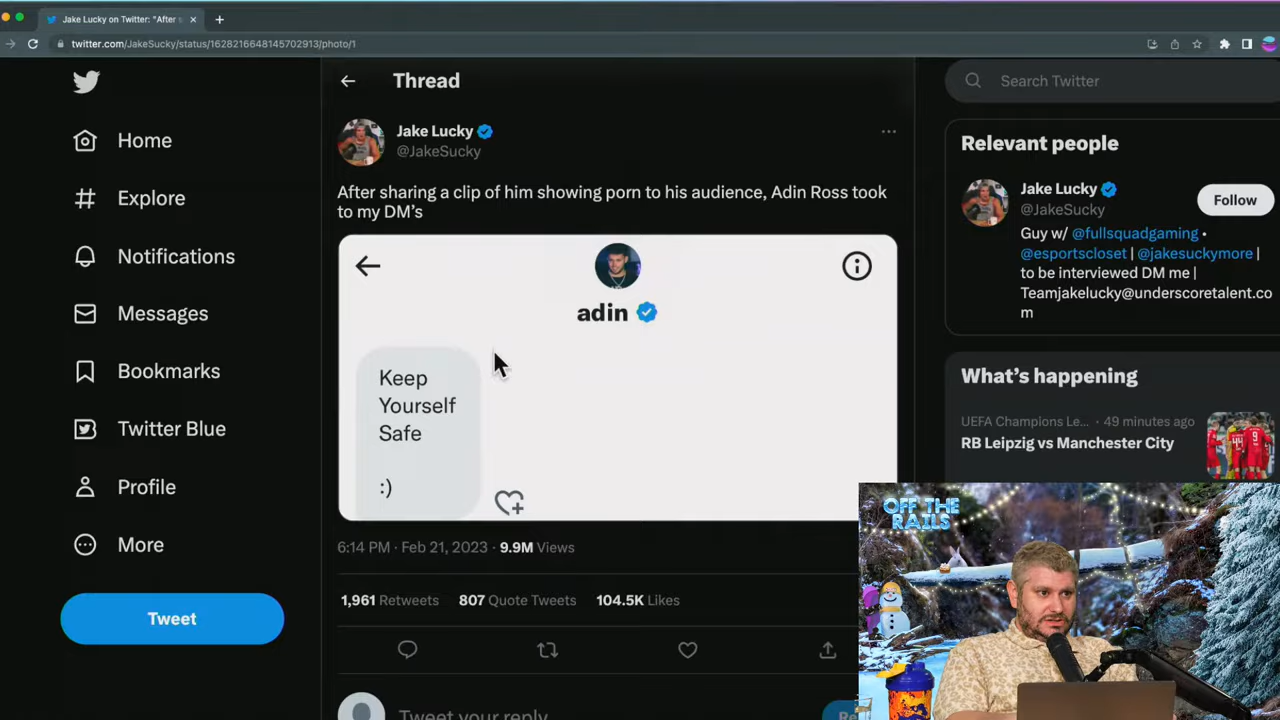 Jake Lucky on Twitter: "After s
twitter.com/JakeSucky/status/1628216648145702913/photo/1
Home
Explore
Notifications
Messages
Bookmarks
Twitter Blue
Profile
More
Tweet
Thread
Jake Lucky
@JakeSucky
After sharing a clip of him showing porn to his audience, Adin Ross took
to my DM's
adin
Keep
Yourself
Safe
:)
6:14 PM · Feb 21, 2023 · 9.9M Views
1,961 Retweets 807 Quote Tweets 104.5K Likes
Tweet your reply
Re
Search Twitter
Relevant people
Jake Lucky
@JakeSucky
Follow
Guy w/ @fullsquadgaming •
@esportscloset | @jakesuckymore |
to be interviewed DM me |
Teamjakelucky@underscoretalent.co
m
What's happening
UEFA Champions Le... · 49 minutes ago
RB Leipzig vs Manchester City
OFF THE
RAILS